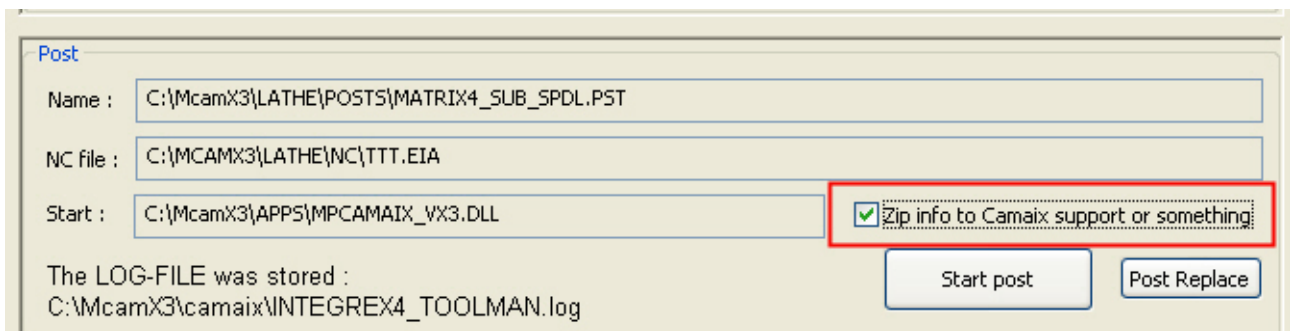 Post
Name : C:\McamX3\LATHE\POSTS\MATRIX4_SUB_SPDL.PST
NC file : C:\MCAMX3\LATHE\NC\TTT.EIA
Start : C:\McamX3\APPS\MPCAMAIX_VX3.DLL Zip info to Camaix support or something
The LOG-FILE was stored :
C:\McamX3\camaix\INTEGREX4_TOOLMAN.log
Start post Post Replace